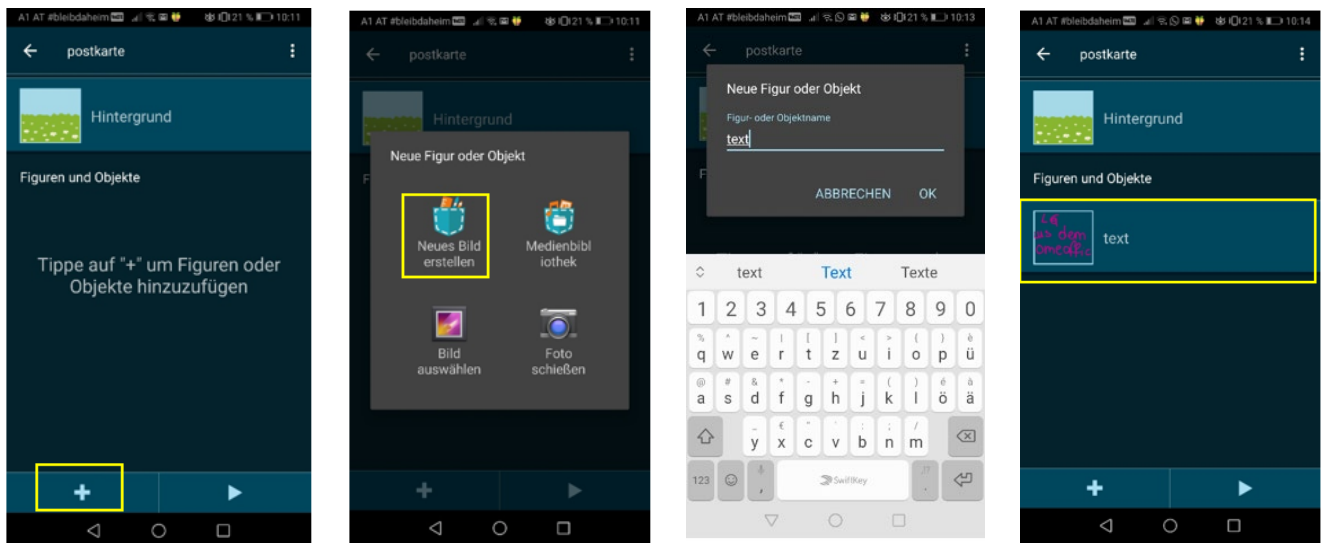 A1 AT #bleibdaheim 21 % 10:11
postkarte
Hintergrund
Figuren und Objekte
Tippe auf "+" um Figuren oder
Objekte hinzuzufügen
A1 AT #bleibdaheim 21 % 10:11
postkarte
Hintergrund
F
Neue Figur oder Objekt
Neues Bild
erstellen
Medienbibl
iothek
Bild
auswählen
Foto
schießen
A1 AT #bleibdaheim 21 % 10:13
postkarte
Neue Figur oder Objekt
Figur- oder Objektname
text
F
ABBRECHEN OK
text Text Texte
1 2 3 4 5 6 7 8 9 0
q w e r t z u i o p ü
a s d f g h j k l ö ä
y x c v b n m
123 , SwiftKey .
A1 AT #bleibdaheim 21 % 10:14
postkarte
Hintergrund
Figuren und Objekte
dem
text